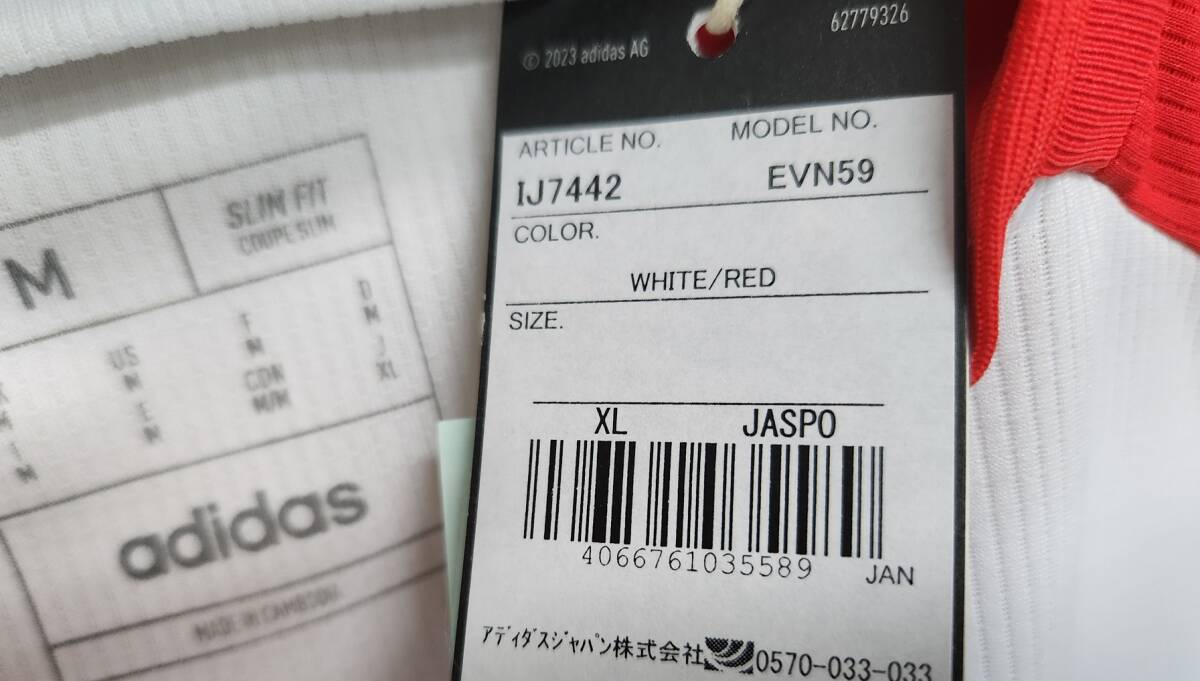 © 2023 adidas AG
62779326
ARTICLE NO. MODEL NO.
IJ7442 EVN59
COLOR.
WHITE/RED
SIZE.
XL JASPO
4066761035589 JAN
アディダスジャパン株式会社 0570-033-033
M
SLIM FIT
COUPE SLIM
US
M
CDN
M/M
D
M
J
XL
adidas
MADE IN CAMBODIA